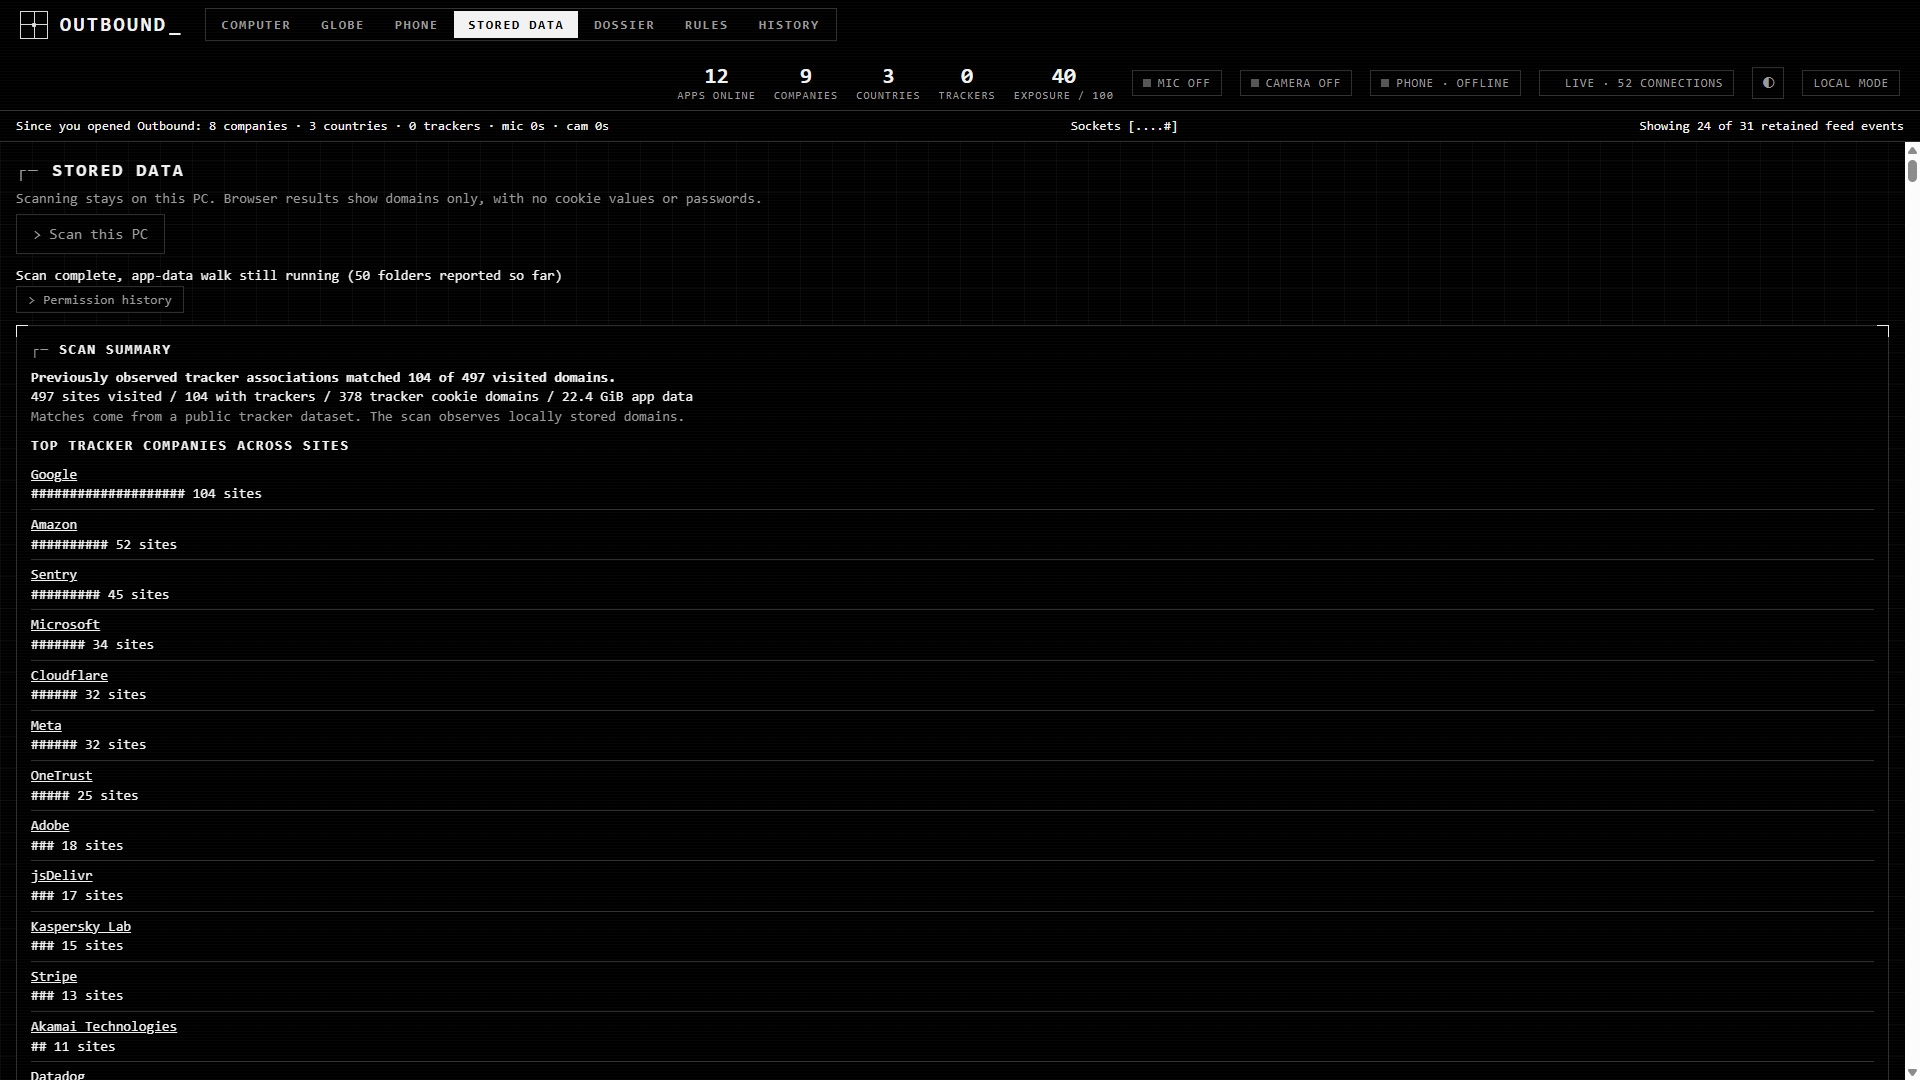 OUTBOUND_
COMPUTER GLOBE PHONE STORED DATA DOSSIER RULES HISTORY
12 9 3 0 40
APPS ONLINE COMPANIES COUNTRIES TRACKERS EXPOSURE / 100
MIC OFF CAMERA OFF PHONE · OFFLINE LIVE · 52 CONNECTIONS LOCAL MODE
Since you opened Outbound: 8 companies · 3 countries · 0 trackers · mic 0s · cam 0s Sockets [....#] Showing 24 of 31 retained feed events
┌─ STORED DATA
Scanning stays on this PC. Browser results show domains only, with no cookie values or passwords.
> Scan this PC
Scan complete, app-data walk still running (50 folders reported so far)
> Permission history
┌─ SCAN SUMMARY
Previously observed tracker associations matched 104 of 497 visited domains.
497 sites visited / 104 with trackers / 378 tracker cookie domains / 22.4 GiB app data
Matches come from a public tracker dataset. The scan observes locally stored domains.
TOP TRACKER COMPANIES ACROSS SITES
Google
#################### 104 sites
Amazon
########## 52 sites
Sentry
######### 45 sites
Microsoft
####### 34 sites
Cloudflare
###### 32 sites
Meta
###### 32 sites
OneTrust
##### 25 sites
Adobe
### 18 sites
jsDelivr
### 17 sites
Kaspersky Lab
### 15 sites
Stripe
### 13 sites
Akamai Technologies
## 11 sites
Datadog